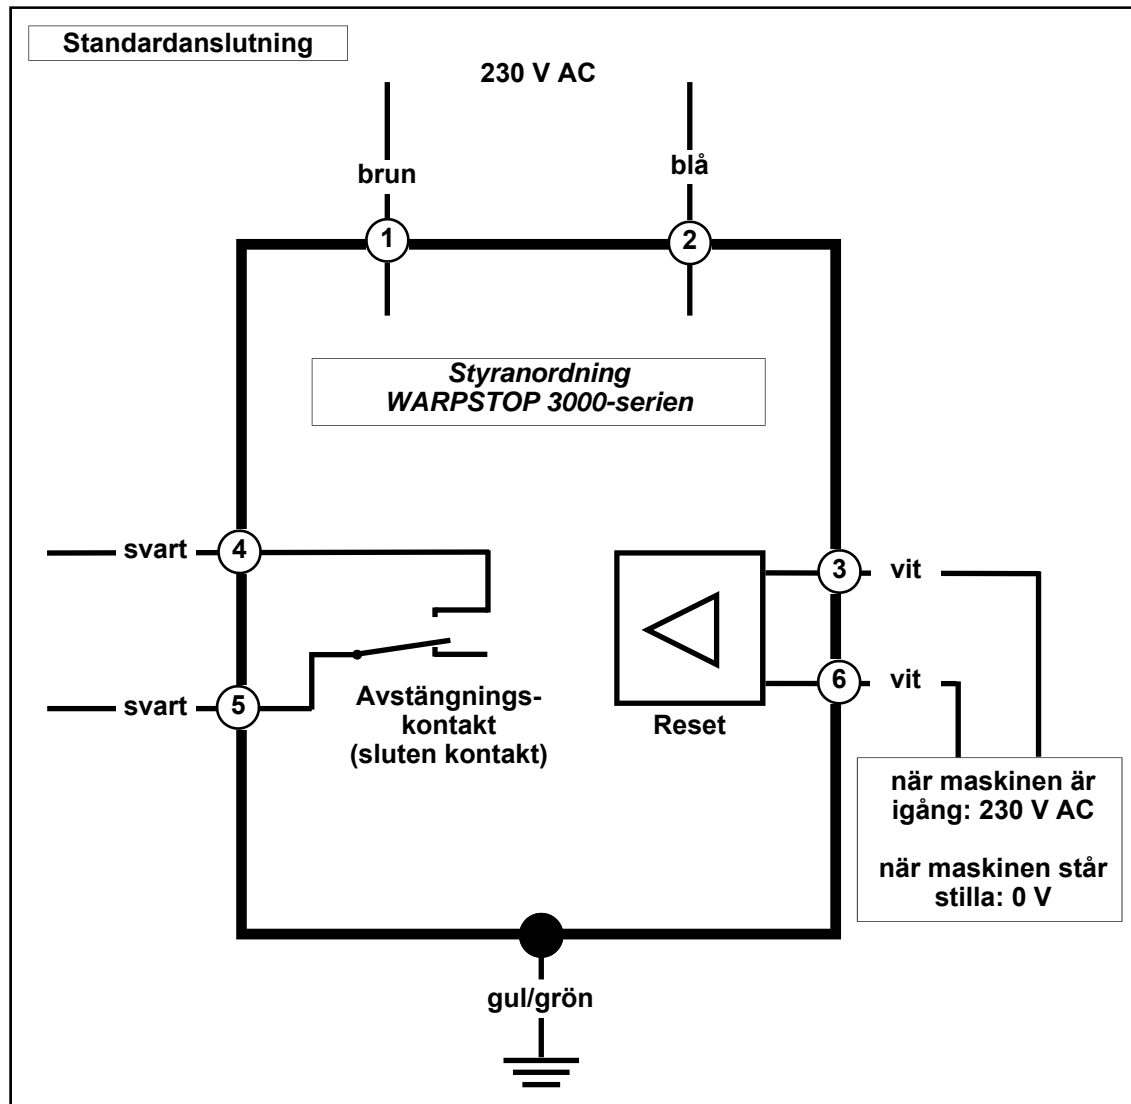 Standardanslutning
230 V AC
brun
blå
1
2
Styranordning
WARPSTOP 3000-serien
svart
4
3
vit
svart
5
6
vit
Avstängnings-
kontakt
(sluten kontakt)
Reset
när maskinen är
igång: 230 V AC
när maskinen står
stilla: 0 V
gul/grön